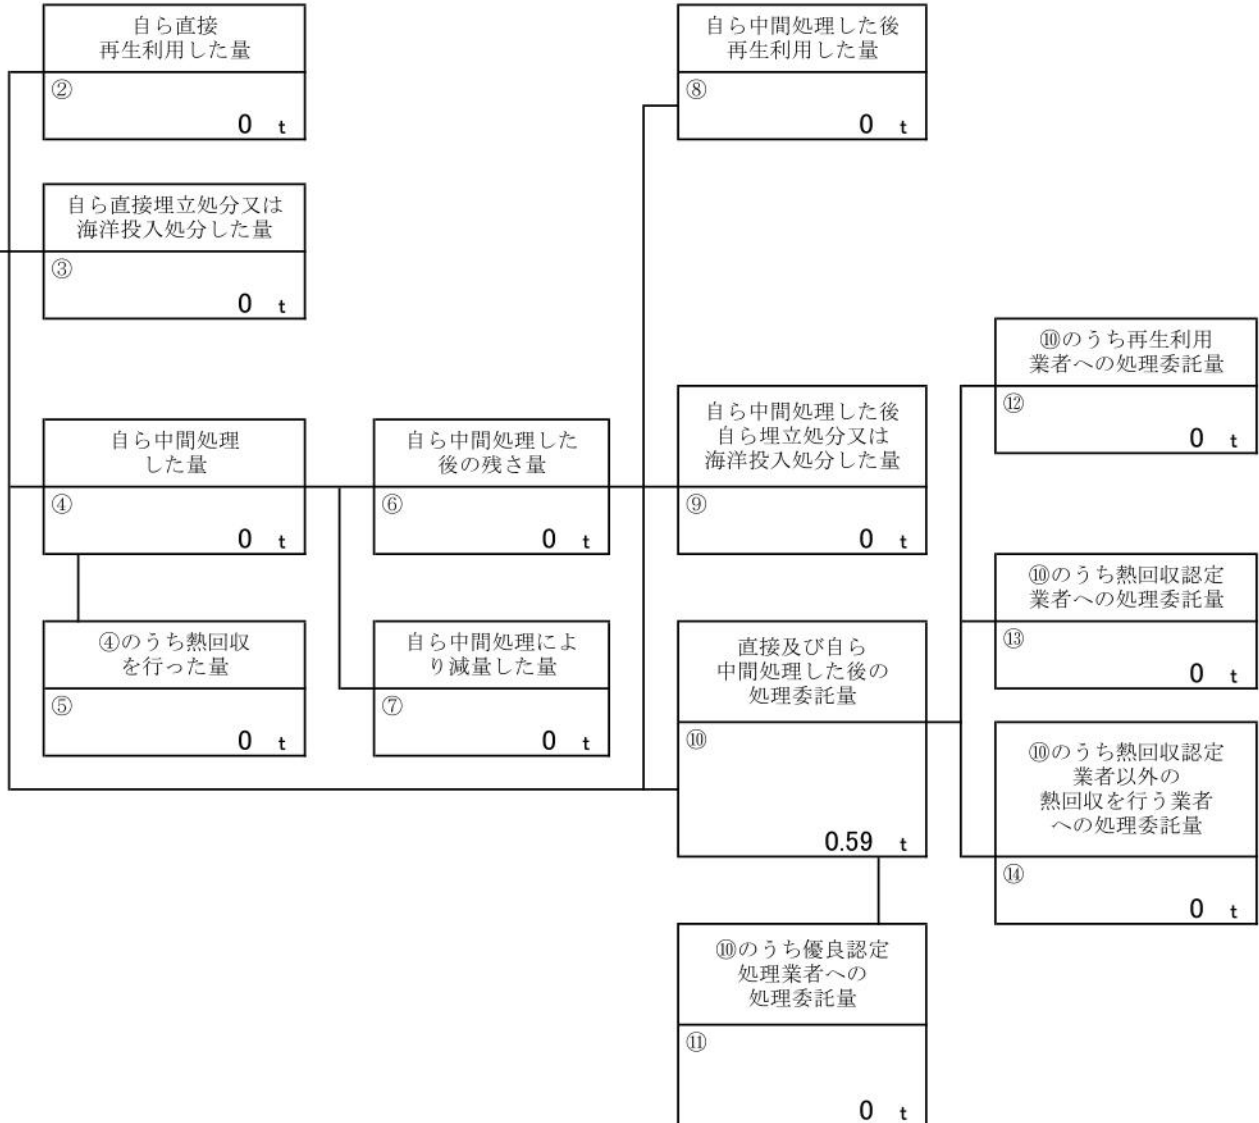 自ら直接
再生利用した量
②
0 t
自ら中間処理した後
再生利用した量
⑧
0 t
自ら直接埋立処分又は
海洋投入処分した量
③
0 t
⑩のうち再生利用
業者への処理委託量
⑫
0 t
自ら中間処理
した量
④
0 t
自ら中間処理した
後の残さ量
⑥
0 t
自ら中間処理した後
自ら埋立処分又は
海洋投入処分した量
⑨
0 t
⑩のうち熱回収認定
業者への処理委託量
⑬
0 t
④のうち熱回収
を行った量
⑤
0 t
自ら中間処理によ
り減量した量
⑦
0 t
直接及び自ら
中間処理した後の
処理委託量
⑩
0.59 t
⑩のうち熱回収認定
業者以外の
熱回収を行う業者
への処理委託量
⑭
0 t
⑩のうち優良認定
処理業者への
処理委託量
⑪
0 t